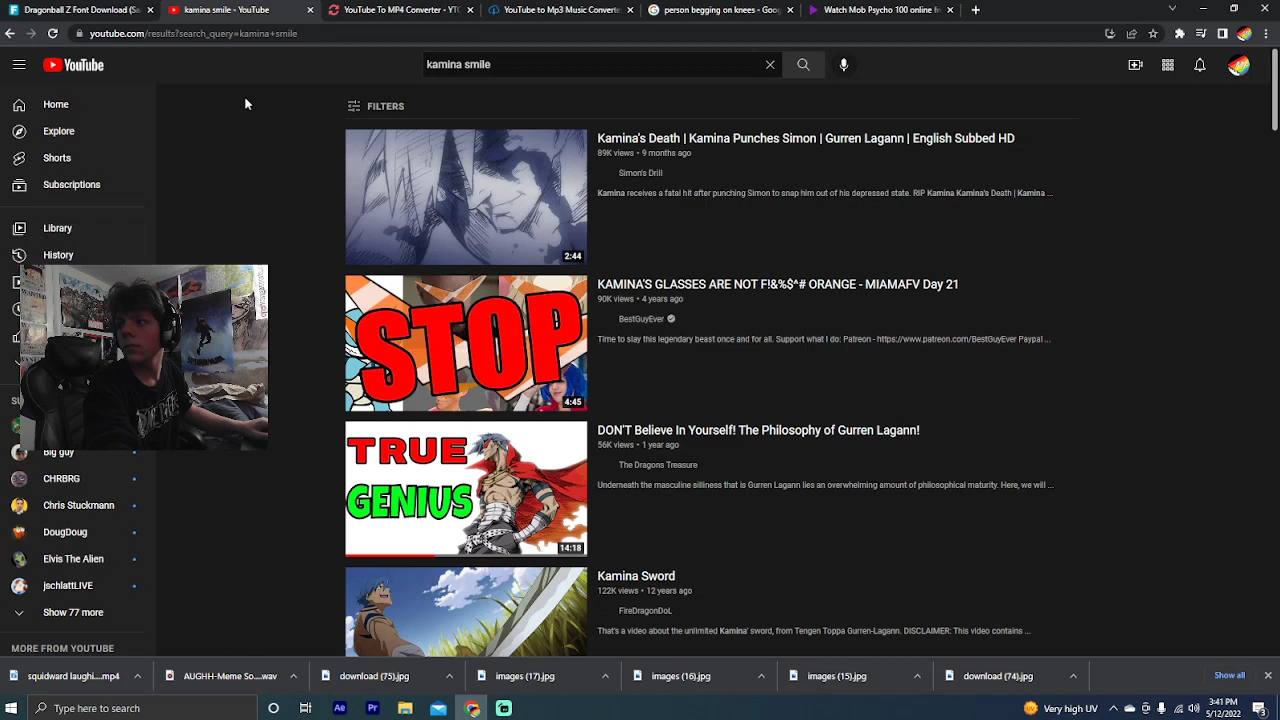 Dragonball Z Font Download (Sa
kamina smile - YouTube
YouTube To MP4 Converter - YTC
Youtube to Mp3 Music Converte
person begging on knees - Goog
Watch Mob Psycho 100 online fr
youtube.com/results?search_query=kamina+smile
YouTube
kamina smile
Home
Explore
Shorts
Subscriptions
Library
History
big guy
CHRBRG
Chris Stuckmann
DougDoug
Elvis The Alien
jschlattLIVE
Show 77 more
MORE FROM YOUTUBE
FILTERS
2:44
Kamina's Death | Kamina Punches Simon | Gurren Lagann | English Subbed HD
89K views • 9 months ago
Simon's Drill
Kamina receives a fatal hit after punching Simon to snap him out of his depressed state. RIP Kamina Kamina's Death | Kamina ...
STOP
4:45
KAMINA'S GLASSES ARE NOT F!&%$^# ORANGE - MIAMAFV Day 21
90K views • 4 years ago
BestGuyEver
Time to slay this legendary beast once and for all. Support what I do: Patreon - https://www.patreon.com/BestGuyEver Paypal ...
TRUE
GENIUS
14:18
DON'T Believe In Yourself! The Philosophy of Gurren Lagann!
56K views • 1 year ago
The Dragons Treasure
Underneath the masculine silliness that is Gurren Lagann lies an overwhelming amount of philosophical maturity. Here, we will ...
Kamina Sword
122K views • 12 years ago
FireDragonDoL
That's a video about the unlimited Kamina' sword, from Tengen Toppa Gurren-Lagann. DISCLAIMER: This video contains ...
squidward laughi....mp4
AUGHH-Meme So....wav
download (75).jpg
images (17).jpg
images (16).jpg
images (15).jpg
download (74).jpg
Show all
Type here to search
Ae
Pr
Very high UV
3:41 PM
5/12/2022
3